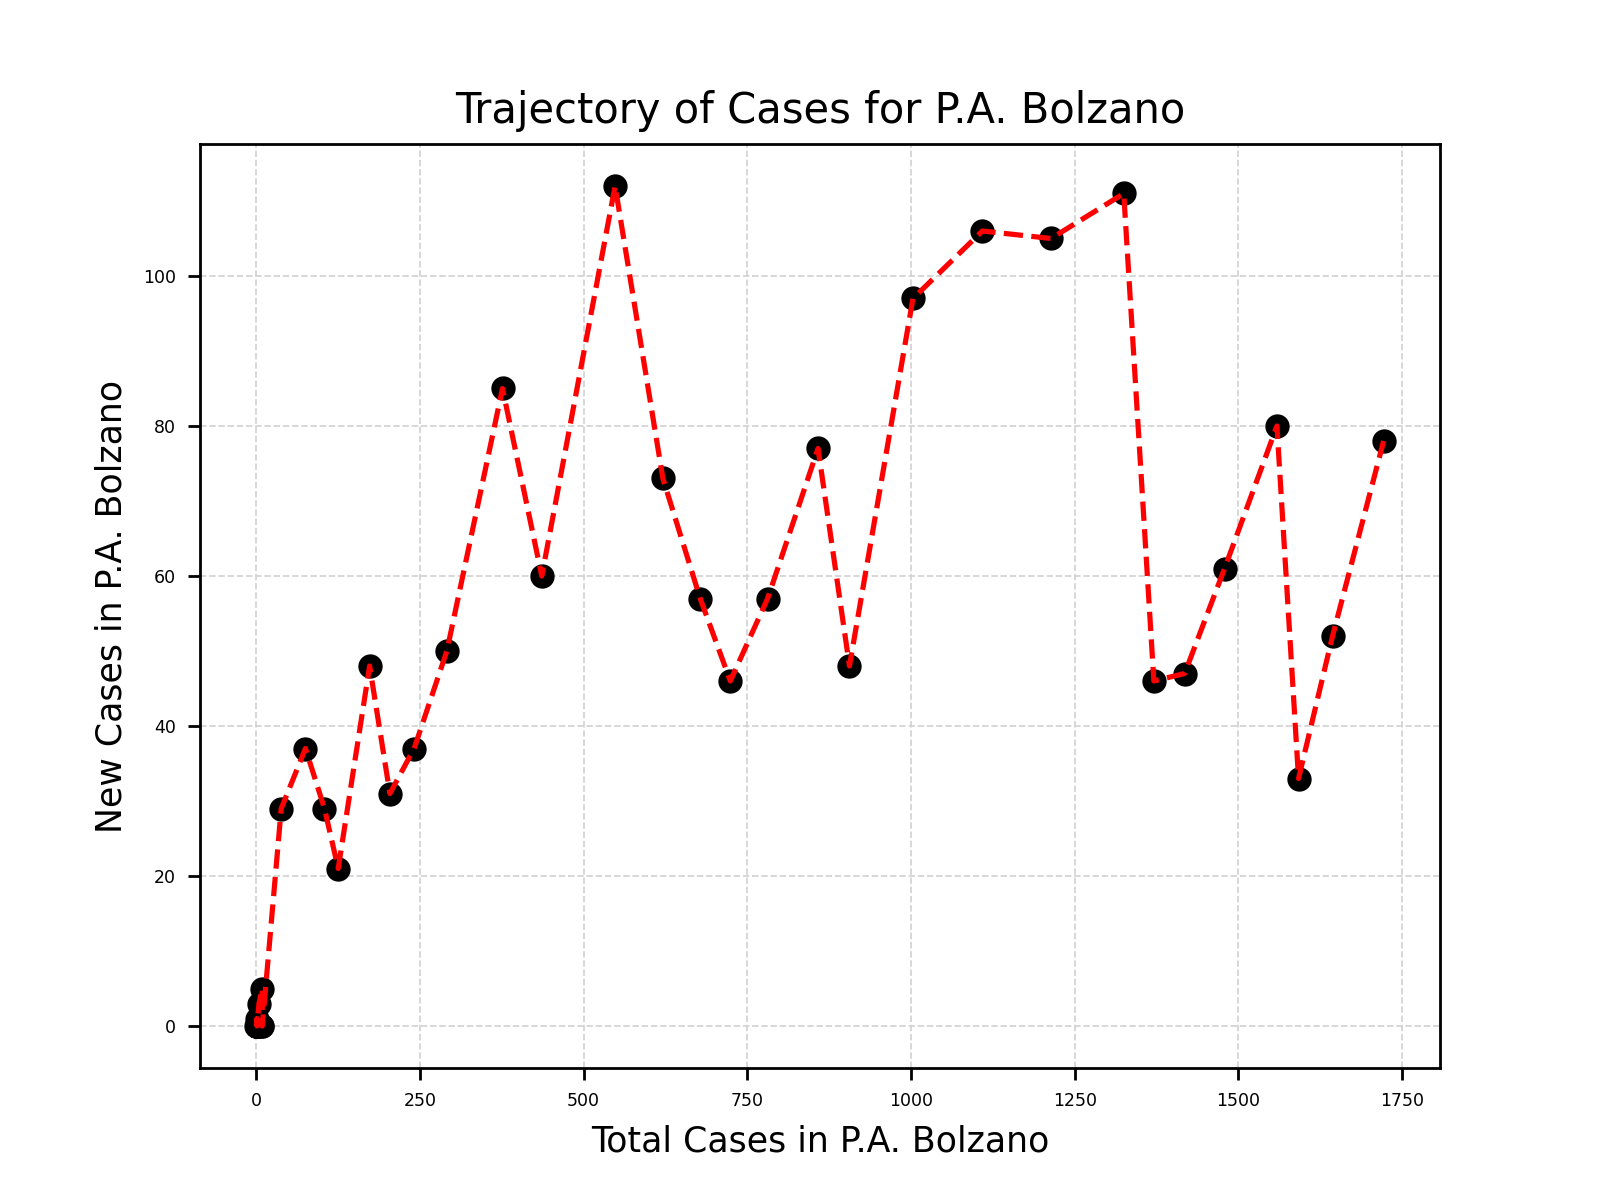 Trajectory of Cases for P.A. Bolzano
New Cases in P.A. Bolzano
100
80
60
40
20
0
0 250 500 750 1000 1250 1500 1750
Total Cases in P.A. Bolzano